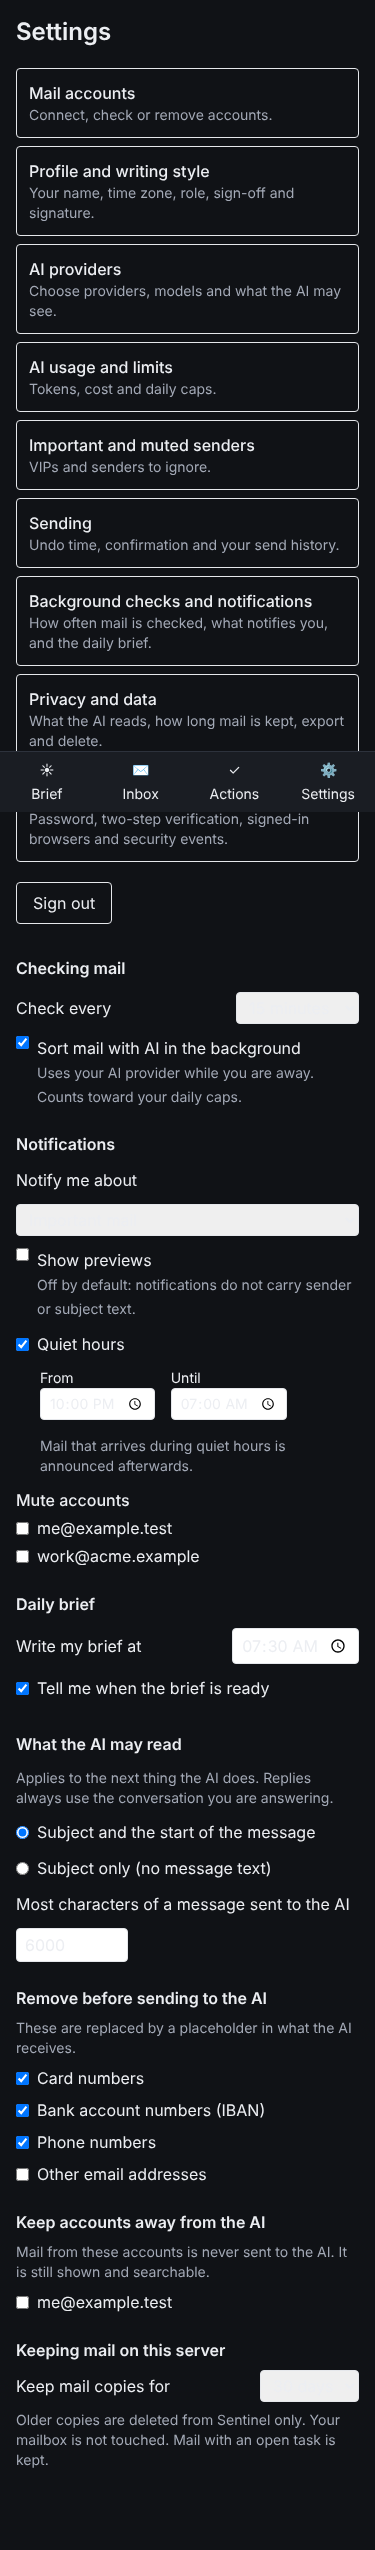 Settings
Mail accounts
Connect, check or remove accounts.
Profile and writing style
Your name, time zone, role, sign-off and
signature.
AI providers
Choose providers, models and what the AI may
see.
AI usage and limits
Tokens, cost and daily caps.
Important and muted senders
VIPs and senders to ignore.
Sending
Undo time, confirmation and your send history.
Background checks and notifications
How often mail is checked, what notifies you,
and the daily brief.
Privacy and data
What the AI reads, how long mail is kept, export
and delete.
Brief
Inbox
Actions
Settings
Password, two-step verification, signed-in
browsers and security events.
Sign out
Checking mail
Check every
Sort mail with AI in the background
Uses your AI provider while you are away.
Counts toward your daily caps.
Notifications
Notify me about
Show previews
Off by default: notifications do not carry sender
or subject text.
Quiet hours
From
Until
10:00 PM
07:00 AM
Mail that arrives during quiet hours is
announced afterwards.
Mute accounts
me@example.test
work@acme.example
Daily brief
Write my brief at
07:30 AM
Tell me when the brief is ready
What the AI may read
Applies to the next thing the AI does. Replies
always use the conversation you are answering.
Subject and the start of the message
Subject only (no message text)
Most characters of a message sent to the AI
6000
Remove before sending to the AI
These are replaced by a placeholder in what the AI
receives.
Card numbers
Bank account numbers (IBAN)
Phone numbers
Other email addresses
Keep accounts away from the AI
Mail from these accounts is never sent to the AI. It
is still shown and searchable.
me@example.test
Keeping mail on this server
Keep mail copies for
Older copies are deleted from Sentinel only. Your
mailbox is not touched. Mail with an open task is
kept.